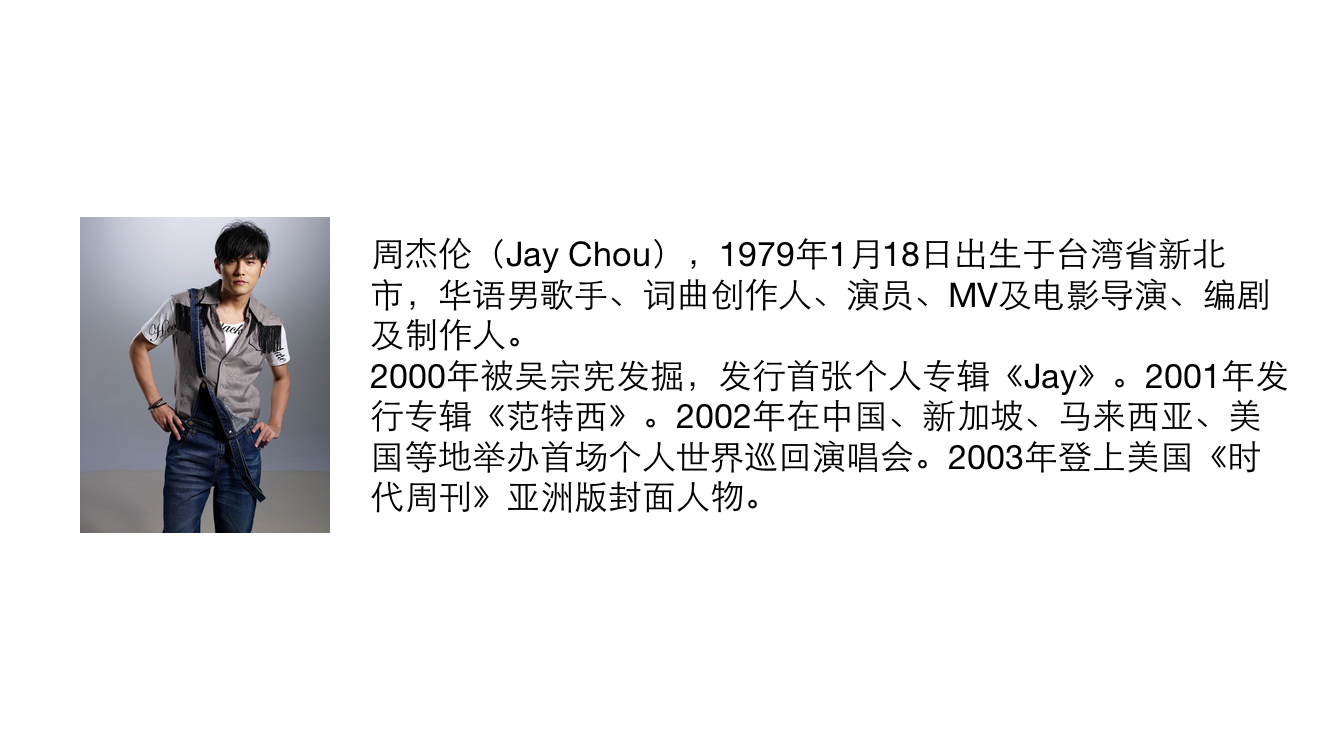 周杰伦（Jay Chou），1979年1月18日出生于台湾省新北
市，华语男歌手、词曲创作人、演员、MV及电影导演、编剧
及制作人。
2000年被吴宗宪发掘，发行首张个人专辑《Jay》。2001年发
行专辑《范特西》。2002年在中国、新加坡、马来西亚、美
国等地举办首场个人世界巡回演唱会。2003年登上美国《时
代周刊》亚洲版封面人物。